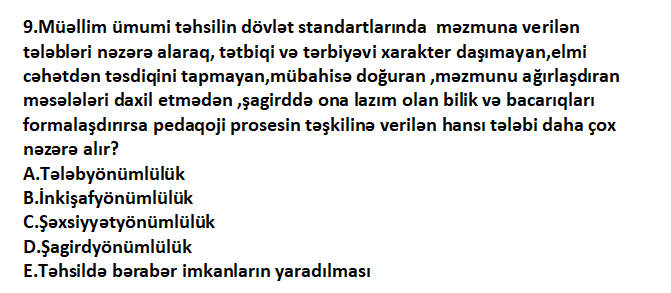 9.Müəllim ümumi təhsilin dövlət standartlarında  məzmuna verilən
tələbləri nəzərə alaraq, tətbiqi və tərbiyəvi xarakter daşımayan,elmi
cəhətdən təsdiqini tapmayan,mübahisə doğuran ,məzmunu ağırlaşdıran
məsələləri daxil etmədən ,şagirddə ona lazım olan bilik və bacarıqları
formalaşdırırsa pedaqoji prosesin təşkilinə verilən hansı tələbi daha çox
nəzərə alır?
A.Tələbyönümlülük
B.İnkişafyönümlülük
C.Şəxsiyyətyönümlülük
D.Şagirdyönümlülük
E.Təhsildə bərabər imkanların yaradılması